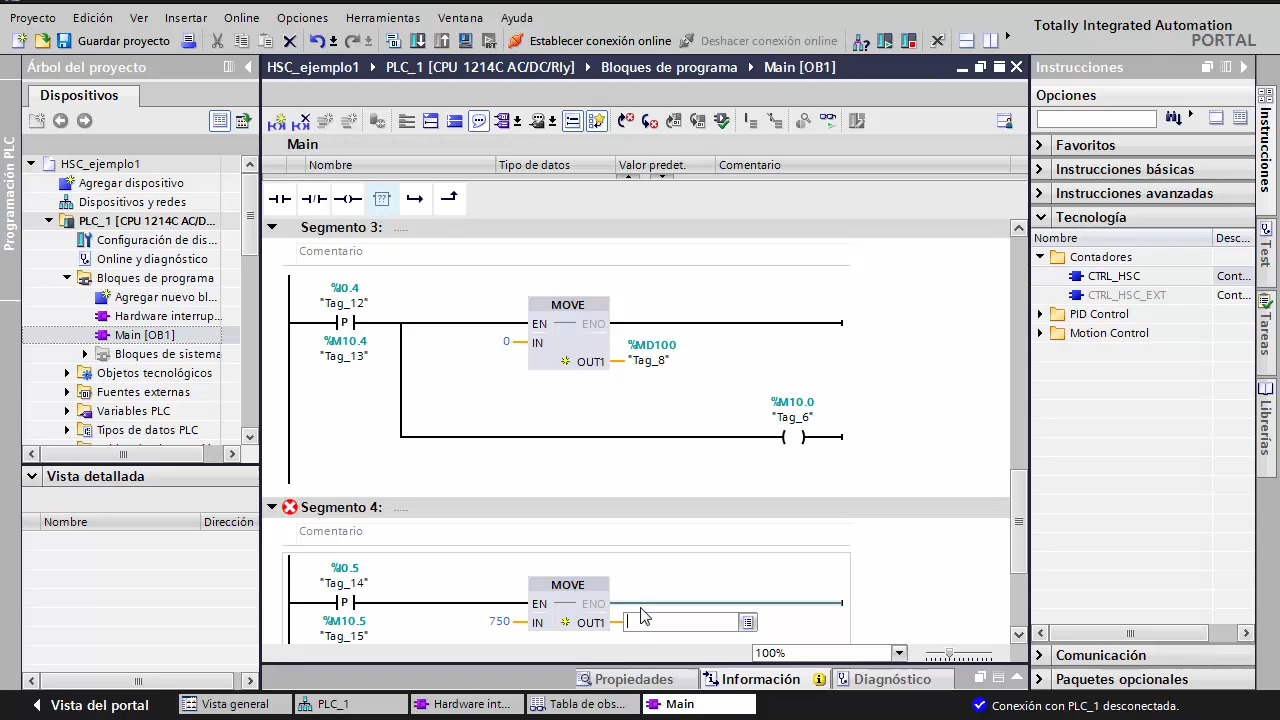 Proyecto Edición Ver Insertar Online Opciones Herramientas Ventana Ayuda
Totally Integrated Automation
PORTAL
Guardar proyecto Establecer conexión online Deshacer conexión online
Árbol del proyecto
HSC_ejemplo1 PLC_1 [CPU 1214C AC/DC/Rly] Bloques de programa Main [OB1]
Instrucciones
Dispositivos
Opciones
Programación PLC
Main
Nombre Tipo de datos Valor predet. Comentario
HSC_ejemplo1
Agregar dispositivo
Dispositivos y redes
PLC_1 [CPU 1214C AC/D...
Configuración de dis...
Online y diagnóstico
Bloques de programa
Agregar nuevo bl...
Hardware interrup...
Main [OB1]
Bloques de sistema
Objetos tecnológicos
Fuentes externas
Variables PLC
Tipos de datos PLC
Vista detallada
Nombre Dirección
??
Segmento 3: .....
Comentario
%I0.4
"Tag_12"
P
%M10.4
"Tag_13"
MOVE
EN ENO
0 IN
OUT1
%MD100
"Tag_8"
%M10.0
"Tag_6"
Segmento 4: .....
Comentario
%I0.5
"Tag_14"
P
%M10.5
"Tag_15"
MOVE
EN ENO
750 IN OUT1
100%
Propiedades Información Diagnóstico
Favoritos
Instrucciones básicas
Instrucciones avanzadas
Tecnología
Nombre Desc...
Contadores
CTRL_HSC Cont...
CTRL_HSC_EXT Cont...
PID Control
Motion Control
Comunicación
Paquetes opcionales
Instrucciones
Test
Tareas
Librerías
Vista del portal Vista general PLC_1 Hardware int... Tabla de obs... Main
Conexión con PLC_1 desconectada.